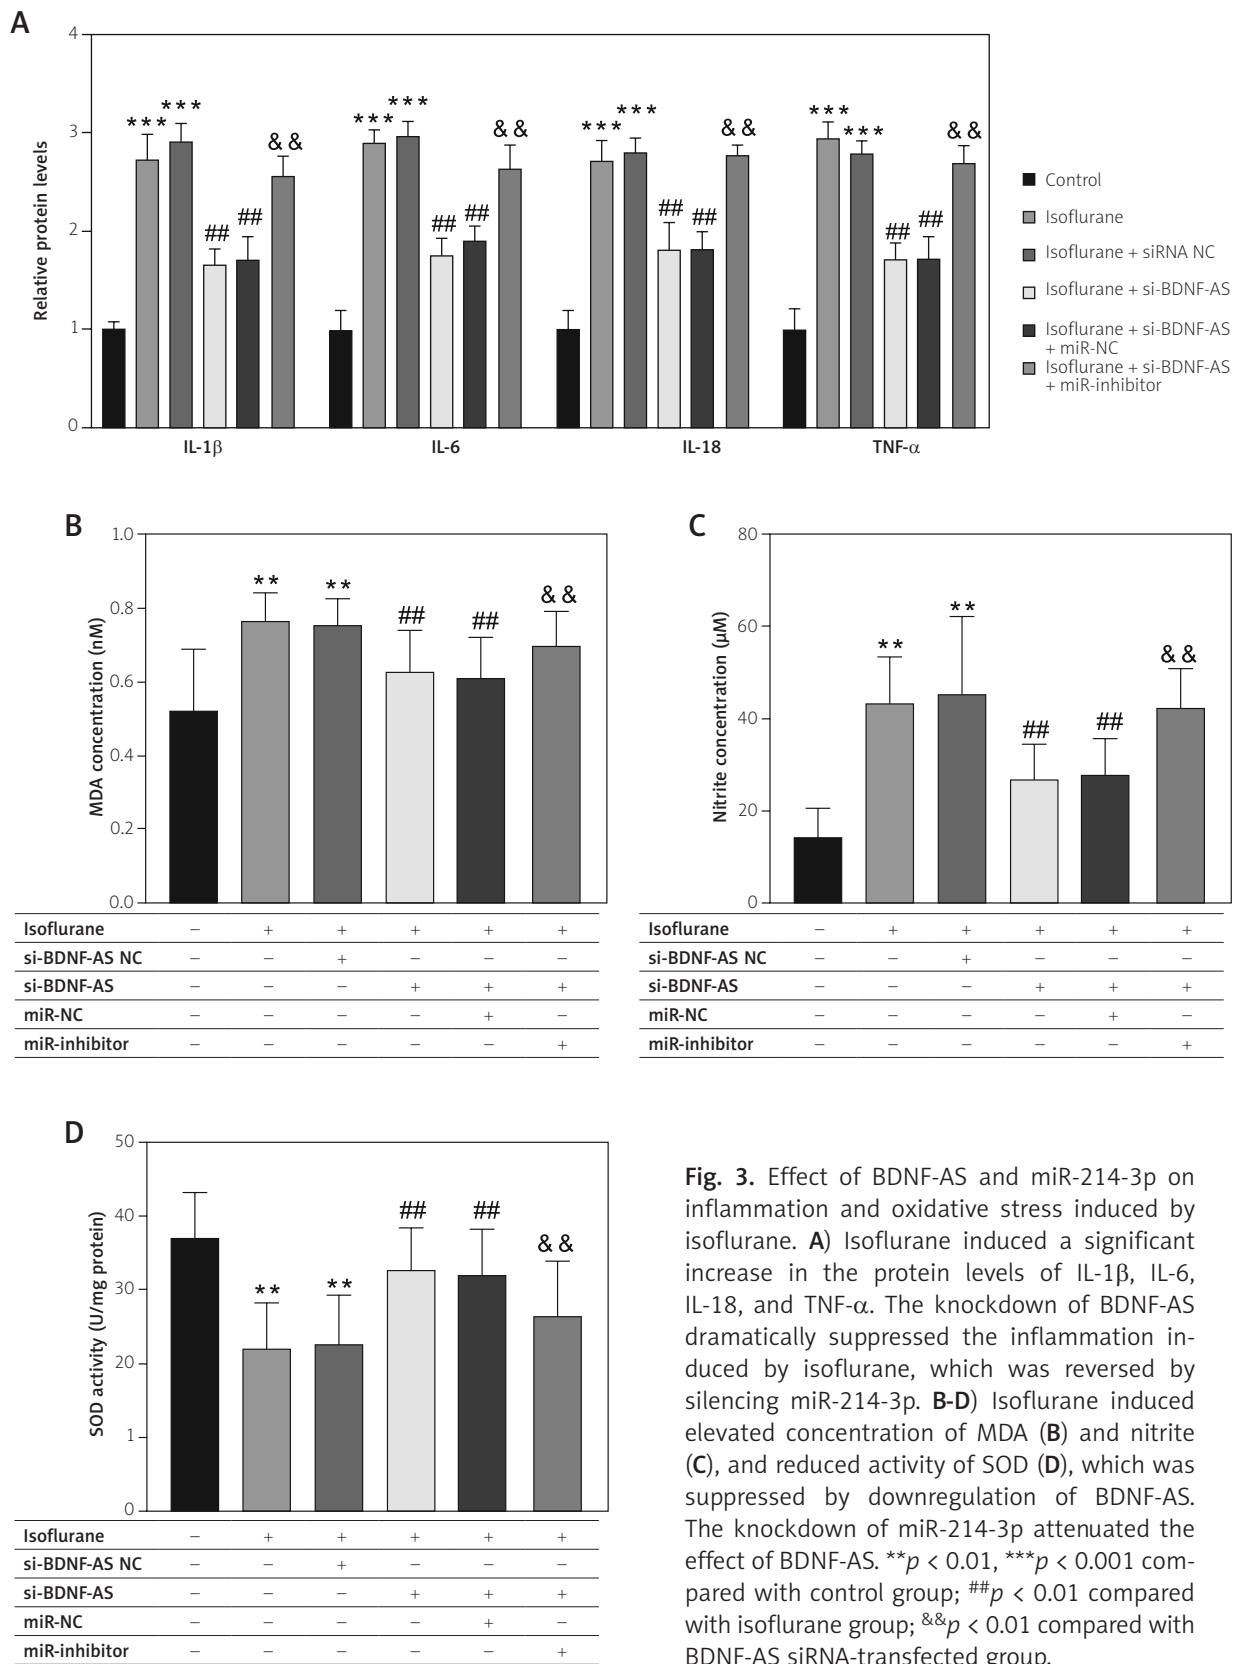 A
4
3
2
1
0
Relative protein levels
*** *** ## ## &&
*** *** ## ## &&
*** *** ## ## &&
*** *** ## ## &&
IL-1β IL-6 IL-18 TNF-α
Control
Isoflurane
Isoflurane + siRNA NC
Isoflurane + si-BDNF-AS
Isoflurane + si-BDNF-AS
+ miR-NC
Isoflurane + si-BDNF-AS
+ miR-inhibitor
B
1.0
0.8
0.6
0.4
0.2
0.0
MDA concentration (nM)
** ** ## ## &&
Isoflurane – + + + + +
si-BDNF-AS NC – – + – – –
si-BDNF-AS – – – + + +
miR-NC – – – – + –
miR-inhibitor – – – – – +
C
80
60
40
20
0
Nitrite concentration (µM)
** ** ## ## &&
Isoflurane – + + + + +
si-BDNF-AS NC – – + – – –
si-BDNF-AS – – – + + +
miR-NC – – – – + –
miR-inhibitor – – – – – +
D
50
40
30
20
1
0
SOD activity (U/mg protein)
** ** ## ## &&
Isoflurane – + + + + +
si-BDNF-AS NC – – + – – –
si-BDNF-AS – – – + + +
miR-NC – – – – + –
miR-inhibitor – – – – – +
Fig. 3. Effect of BDNF-AS and miR-214-3p on
inflammation and oxidative stress induced by
isoflurane. A) Isoflurane induced a significant
increase in the protein levels of IL-1β, IL-6,
IL-18, and TNF-α. The knockdown of BDNF-AS
dramatically suppressed the inflammation in-
duced by isoflurane, which was reversed by
silencing miR-214-3p. B-D) Isoflurane induced
elevated concentration of MDA (B) and nitrite
(C), and reduced activity of SOD (D), which was
suppressed by downregulation of BDNF-AS.
The knockdown of miR-214-3p attenuated the
effect of BDNF-AS. **p < 0.01, ***p < 0.001 com-
pared with control group; ##p < 0.01 compared
with isoflurane group; &&p < 0.01 compared with
BDNF-AS siRNA-transfected group.